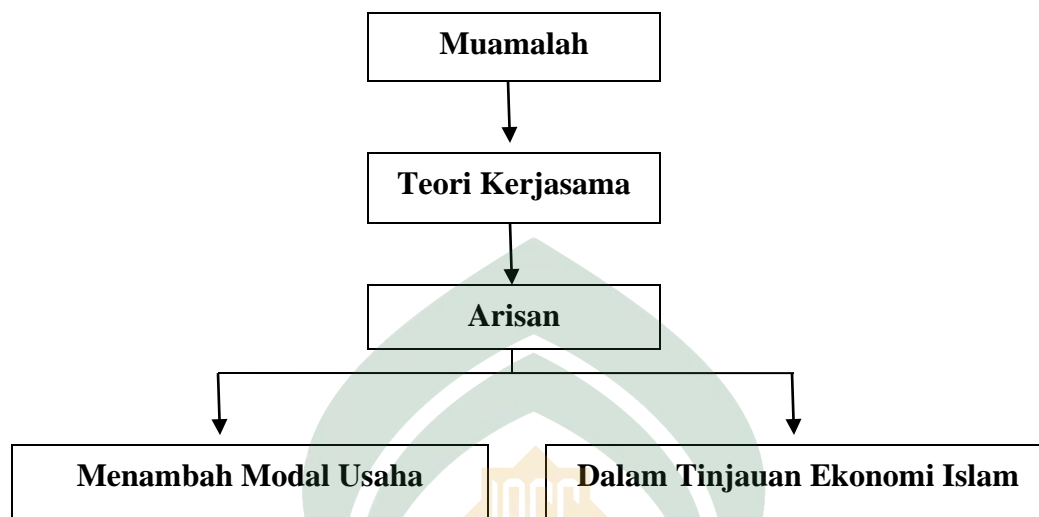 Muamalah
Teori Kerjasama
Arisan
Menambah Modal Usaha
Dalam Tinjauan Ekonomi Islam